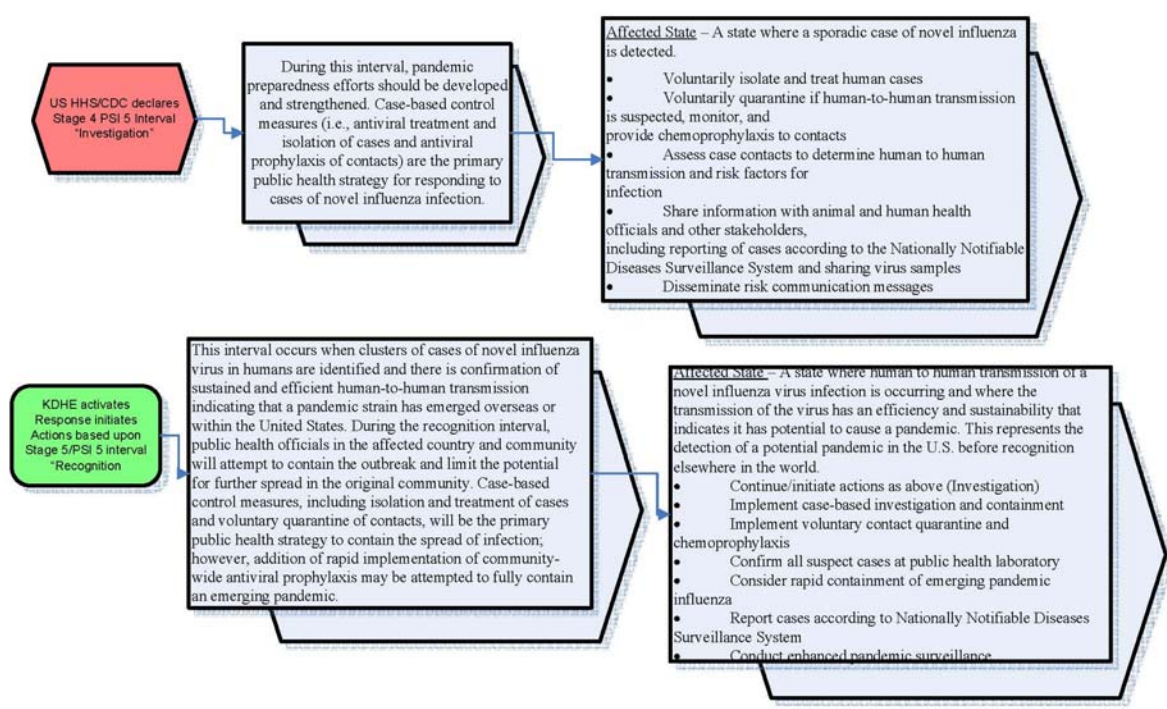 US HHS/CDC declares
Stage 4 PSI 5 Interval
“Investigation”
During this interval, pandemic
preparedness efforts should be developed
and strengthened. Case-based control
measures (i.e., antiviral treatment and
isolation of cases and antiviral
prophylaxis of contacts) are the primary
public health strategy for responding to
cases of novel influenza infection.
Affected State – A state where a sporadic case of novel influenza
is detected.
• Voluntarily isolate and treat human cases
• Voluntarily quarantine if human-to-human transmission
is suspected, monitor, and
provide chemoprophylaxis to contacts
• Assess case contacts to determine human to human
transmission and risk factors for
infection
• Share information with animal and human health
officials and other stakeholders,
including reporting of cases according to the Nationally Notifiable
Diseases Surveillance System and sharing virus samples
• Disseminate risk communication messages
KDHE activates
Response initiates
Actions based upon
Stage 5/PSI 5 interval
“Recognition
This interval occurs when clusters of cases of novel influenza
virus in humans are identified and there is confirmation of
sustained and efficient human-to-human transmission
indicating that a pandemic strain has emerged overseas or
within the United States. During the recognition interval,
public health officials in the affected country and community
will attempt to contain the outbreak and limit the potential
for further spread in the original community. Case-based
control measures, including isolation and treatment of cases
and voluntary quarantine of contacts, will be the primary
public health strategy to contain the spread of infection;
however, addition of rapid implementation of community-
wide antiviral prophylaxis may be attempted to fully contain
an emerging pandemic.
Affected State – A state where human to human transmission of a
novel influenza virus infection is occurring and where the
transmission of the virus has an efficiency and sustainability that
indicates it has potential to cause a pandemic. This represents the
detection of a potential pandemic in the U.S. before recognition
elsewhere in the world.
• Continue/initiate actions as above (Investigation)
• Implement case-based investigation and containment
• Implement voluntary contact quarantine and
chemoprophylaxis
• Confirm all suspect cases at public health laboratory
• Consider rapid containment of emerging pandemic
influenza
• Report cases according to Nationally Notifiable Diseases
Surveillance System
• Conduct enhanced pandemic surveillance